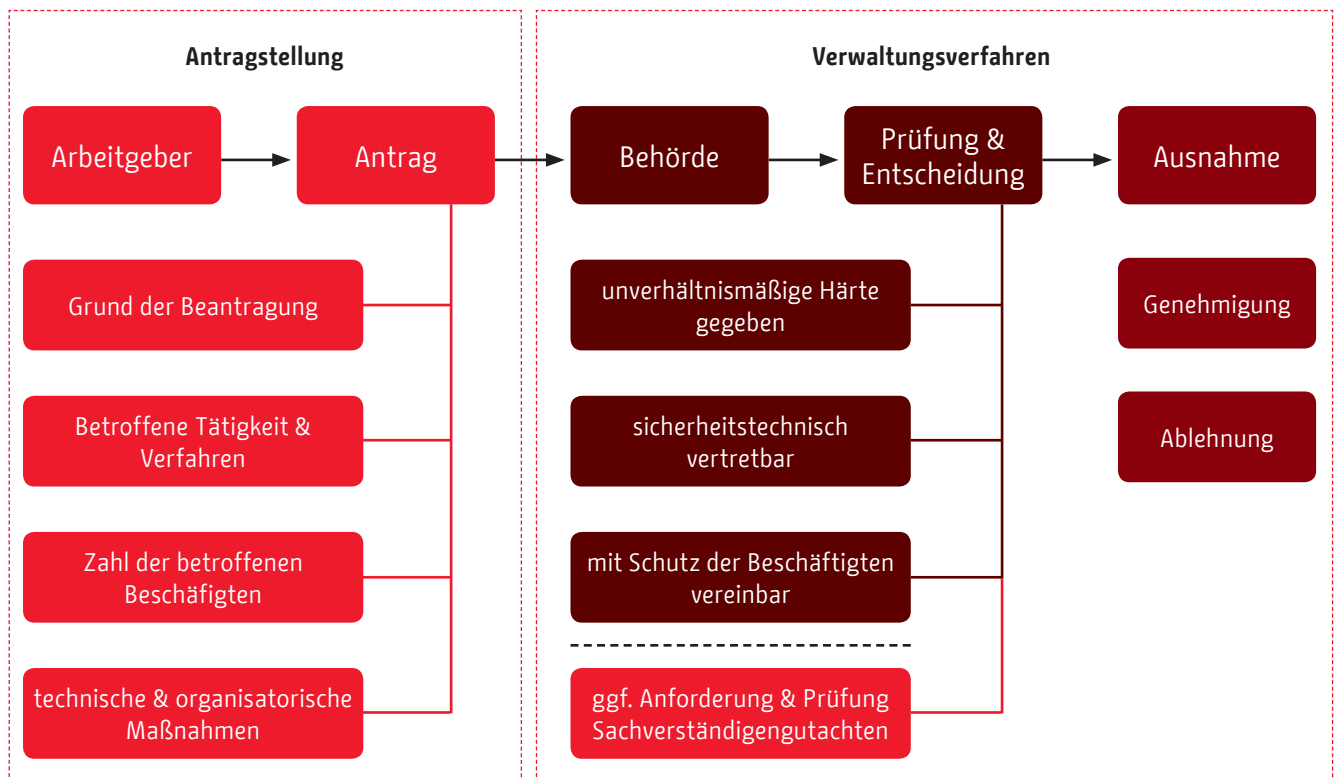 Antragstellung
Arbeitgeber
Antrag
Grund der Beantragung
Betroffene Tätigkeit &
Verfahren
Zahl der betroffenen
Beschäfigten
technische & organisatorische
Maßnahmen
Verwaltungsverfahren
Behörde
Prüfung &
Entscheidung
Ausnahme
unverhältnismäßige Härte
gegeben
sicherheitstechnisch
vertretbar
mit Schutz der Beschäftigten
vereinbar
ggf. Anforderung & Prüfung
Sachverständigengutachten
Genehmigung
Ablehnung